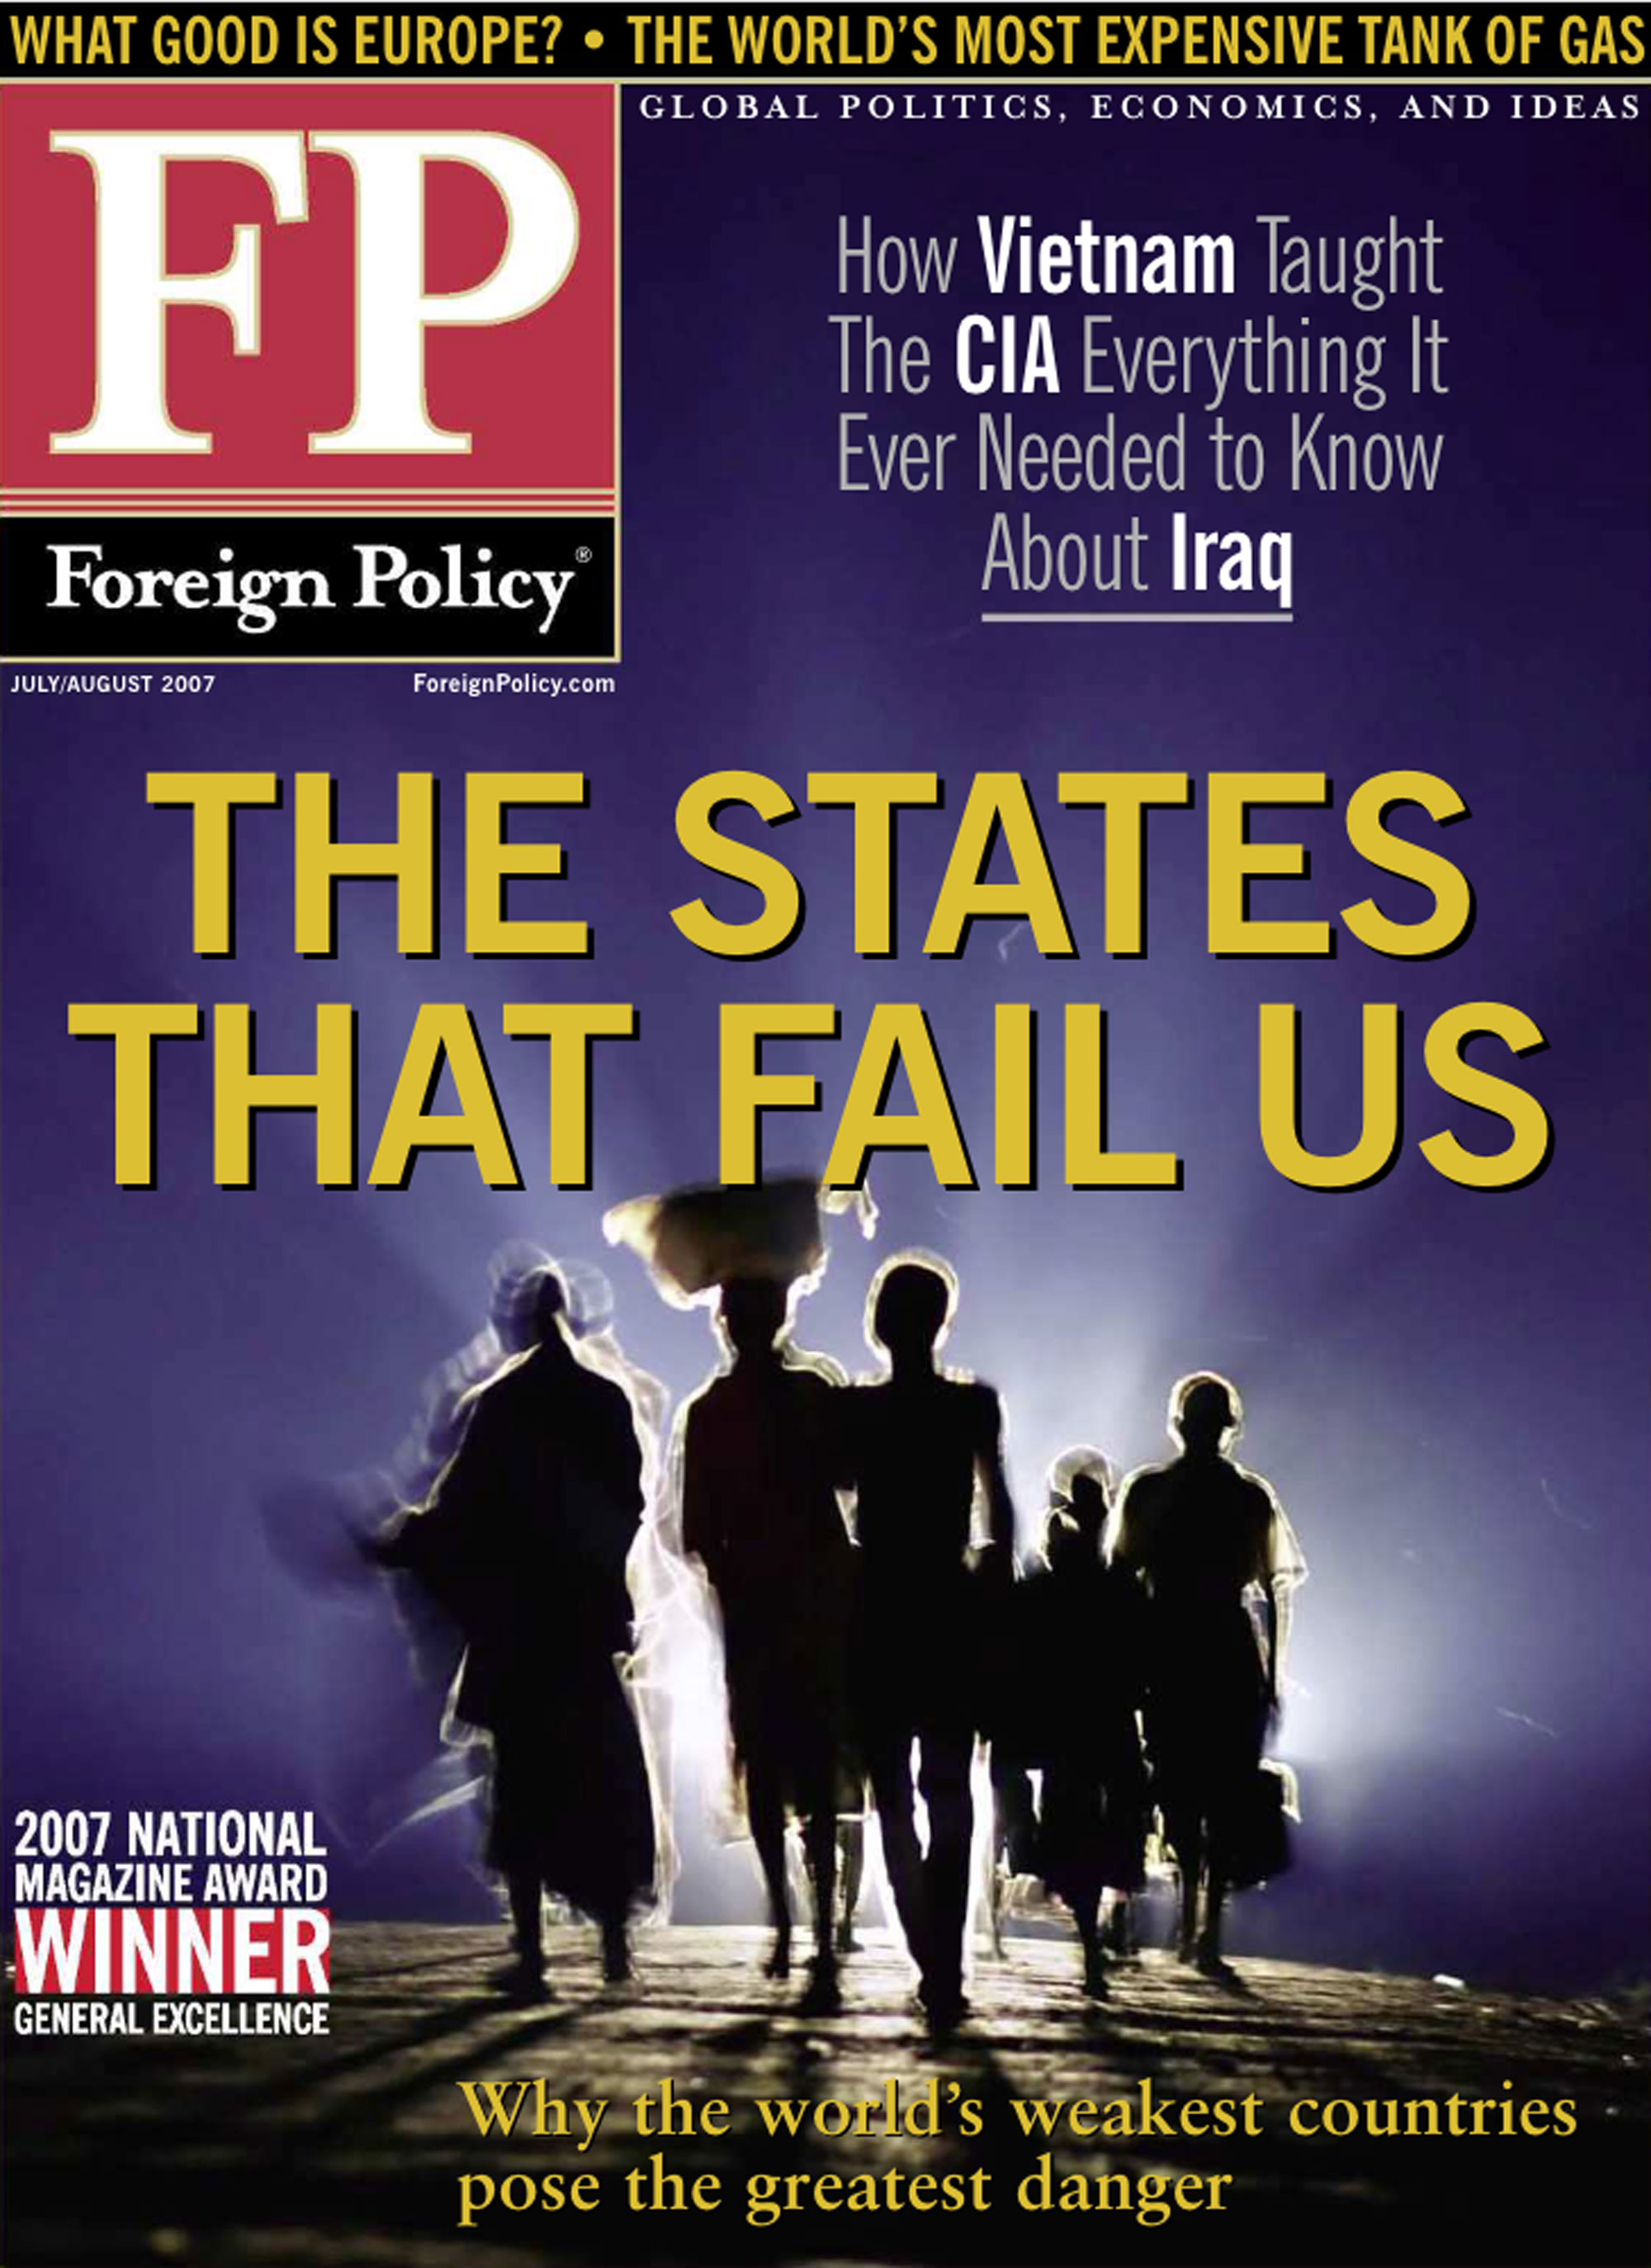 WHAT GOOD IS EUROPE? • THE WORLD'S MOST EXPENSIVE TANK OF GAS
GLOBAL POLITICS, ECONOMICS, AND IDEAS
FP
Foreign Policy®
JULY/AUGUST 2007 ForeignPolicy.com
How Vietnam Taught
The CIA Everything It
Ever Needed to Know
About Iraq
THE STATES
THAT FAIL US
2007 NATIONAL
MAGAZINE AWARD
WINNER
GENERAL EXCELLENCE
Why the world's weakest countries
pose the greatest danger